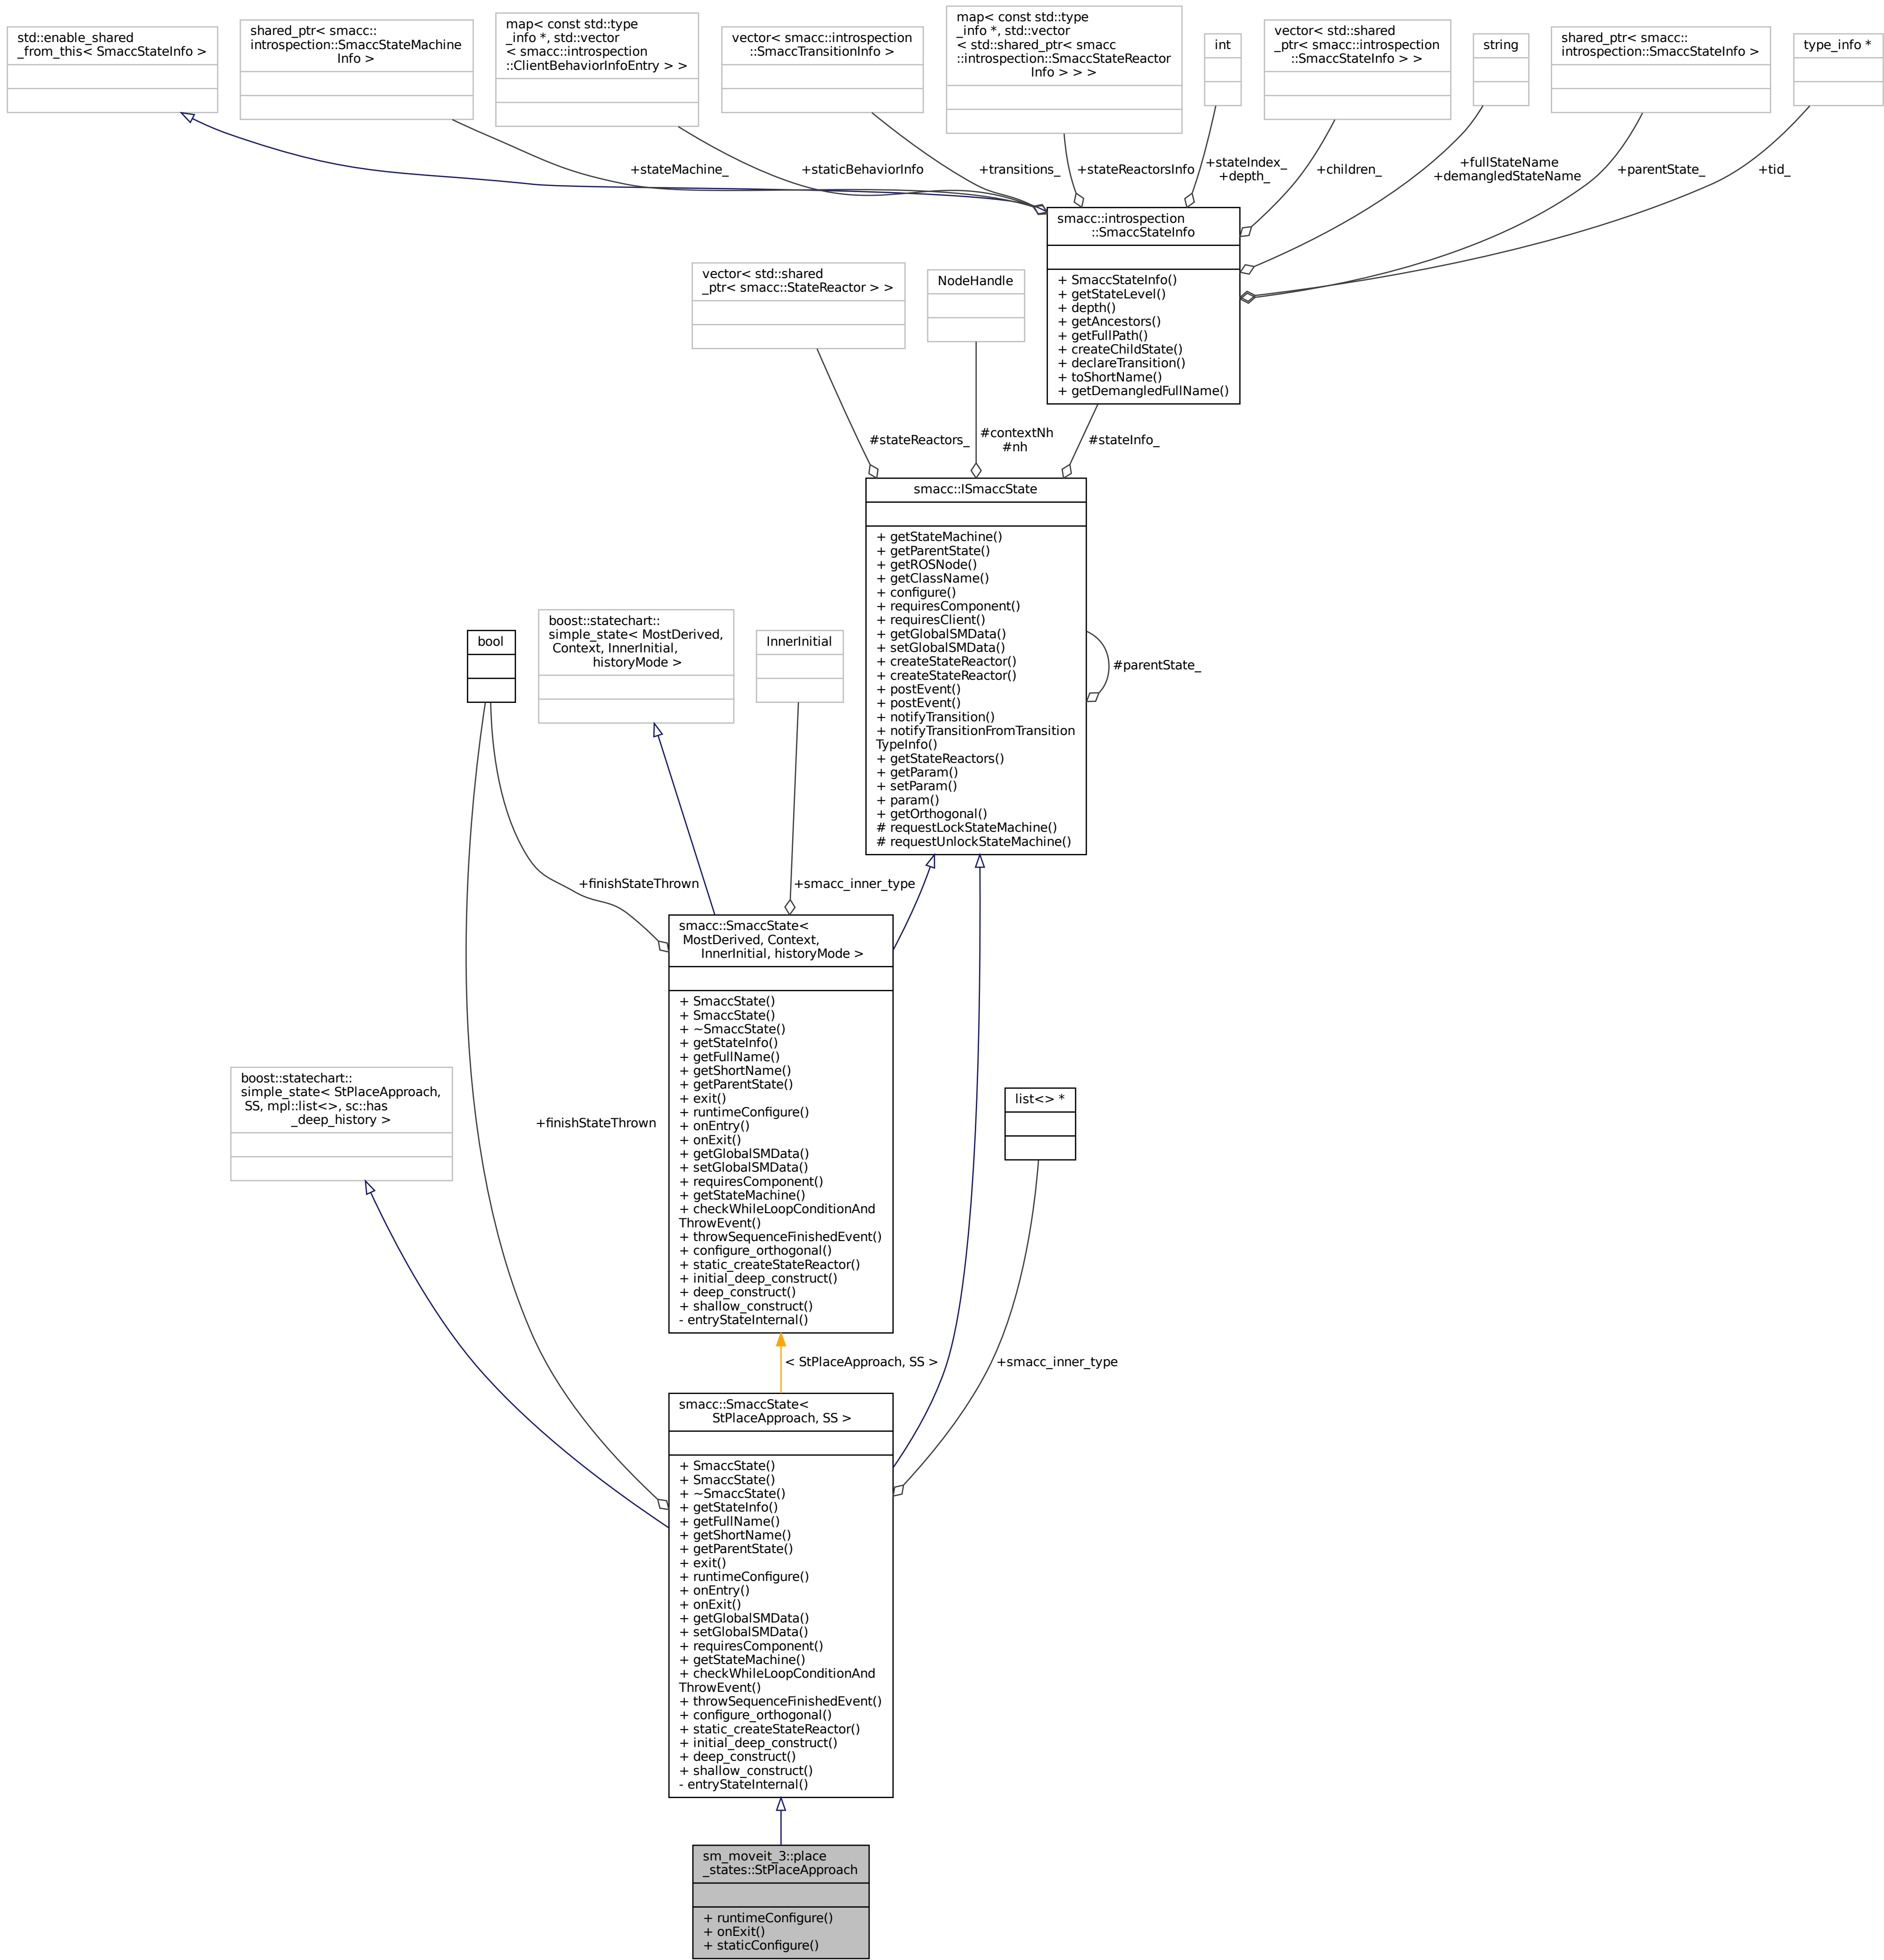 std::enable_shared
_from_this< SmaccStateInfo >
shared_ptr< smacc::
introspection::SmaccStateMachine
Info >
map< const std::type
_info *, std::vector
< smacc::introspection
::ClientBehaviorInfoEntry > >
vector< smacc::introspection
::SmaccTransitionInfo >
map< const std::type
_info *, std::vector
< std::shared_ptr< smacc
::introspection::SmaccStateReactor
Info > > >
int
vector< std::shared
_ptr< smacc::introspection
::SmaccStateInfo > >
string
shared_ptr< smacc::
introspection::SmaccStateInfo >
type_info *
+stateMachine_
+staticBehaviorInfo
+transitions_
+stateReactorsInfo
+stateIndex_
+depth_
+children_
+fullStateName
+demangledStateName
+parentState_
+tid_
smacc::introspection
::SmaccStateInfo
+ SmaccStateInfo()
+ getStateLevel()
+ depth()
+ getAncestors()
+ getFullPath()
+ createChildState()
+ declareTransition()
+ toShortName()
+ getDemangledFullName()
vector< std::shared
_ptr< smacc::StateReactor > >
NodeHandle
#stateReactors_
#contextNh
#nh
#stateInfo_
smacc::ISmaccState
+ getStateMachine()
+ getParentState()
+ getROSNode()
+ getClassName()
+ configure()
+ requiresComponent()
+ requiresClient()
+ getGlobalSMData()
+ setGlobalSMData()
+ createStateReactor()
+ createStateReactor()
+ postEvent()
+ postEvent()
+ notifyTransition()
+ notifyTransitionFromTransition
TypeInfo()
+ getStateReactors()
+ getParam()
+ setParam()
+ param()
+ getOrthogonal()
# requestLockStateMachine()
# requestUnlockStateMachine()
#parentState_
bool
boost::statechart::
simple_state< MostDerived,
Context, InnerInitial,
historyMode >
InnerInitial
+finishStateThrown
+smacc_inner_type
smacc::SmaccState<
MostDerived, Context,
InnerInitial, historyMode >
+ SmaccState()
+ SmaccState()
+ ~SmaccState()
+ getStateInfo()
+ getFullName()
+ getShortName()
+ getParentState()
+ exit()
+ runtimeConfigure()
+ onEntry()
+ onExit()
+ getGlobalSMData()
+ setGlobalSMData()
+ requiresComponent()
+ getStateMachine()
+ checkWhileLoopConditionAnd
ThrowEvent()
+ throwSequenceFinishedEvent()
+ configure_orthogonal()
+ static_createStateReactor()
+ initial_deep_construct()
+ deep_construct()
+ shallow_construct()
- entryStateInternal()
boost::statechart::
simple_state< StPlaceApproach,
SS, mpl::list<>, sc::has
_deep_history >
+finishStateThrown
list<> *
< StPlaceApproach, SS >
+smacc_inner_type
smacc::SmaccState<
StPlaceApproach, SS >
+ SmaccState()
+ SmaccState()
+ ~SmaccState()
+ getStateInfo()
+ getFullName()
+ getShortName()
+ getParentState()
+ exit()
+ runtimeConfigure()
+ onEntry()
+ onExit()
+ getGlobalSMData()
+ setGlobalSMData()
+ requiresComponent()
+ getStateMachine()
+ checkWhileLoopConditionAnd
ThrowEvent()
+ throwSequenceFinishedEvent()
+ configure_orthogonal()
+ static_createStateReactor()
+ initial_deep_construct()
+ deep_construct()
+ shallow_construct()
- entryStateInternal()
sm_moveit_3::place
_states::StPlaceApproach
+ runtimeConfigure()
+ onExit()
+ staticConfigure()